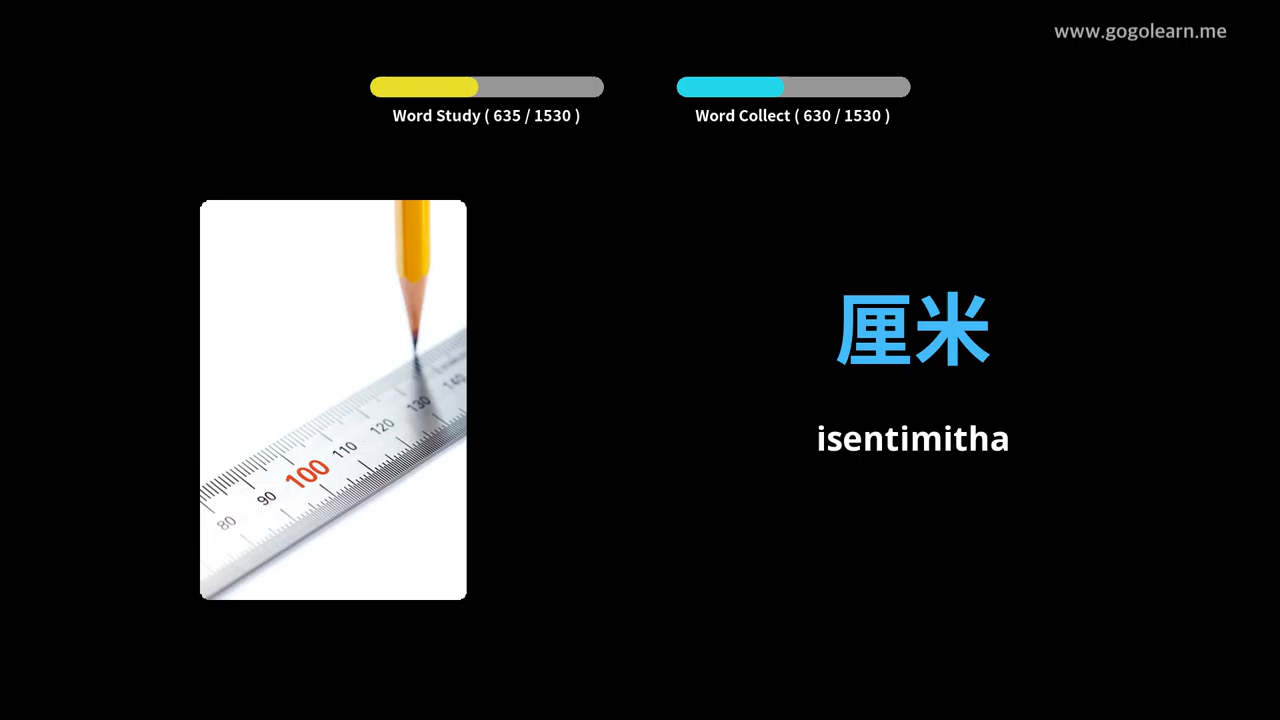 www.gogolearn.me
Word Study ( 635 / 1530 )
Word Collect ( 630 / 1530 )
厘米
isentimitha
80
90
100
110
120
130
140